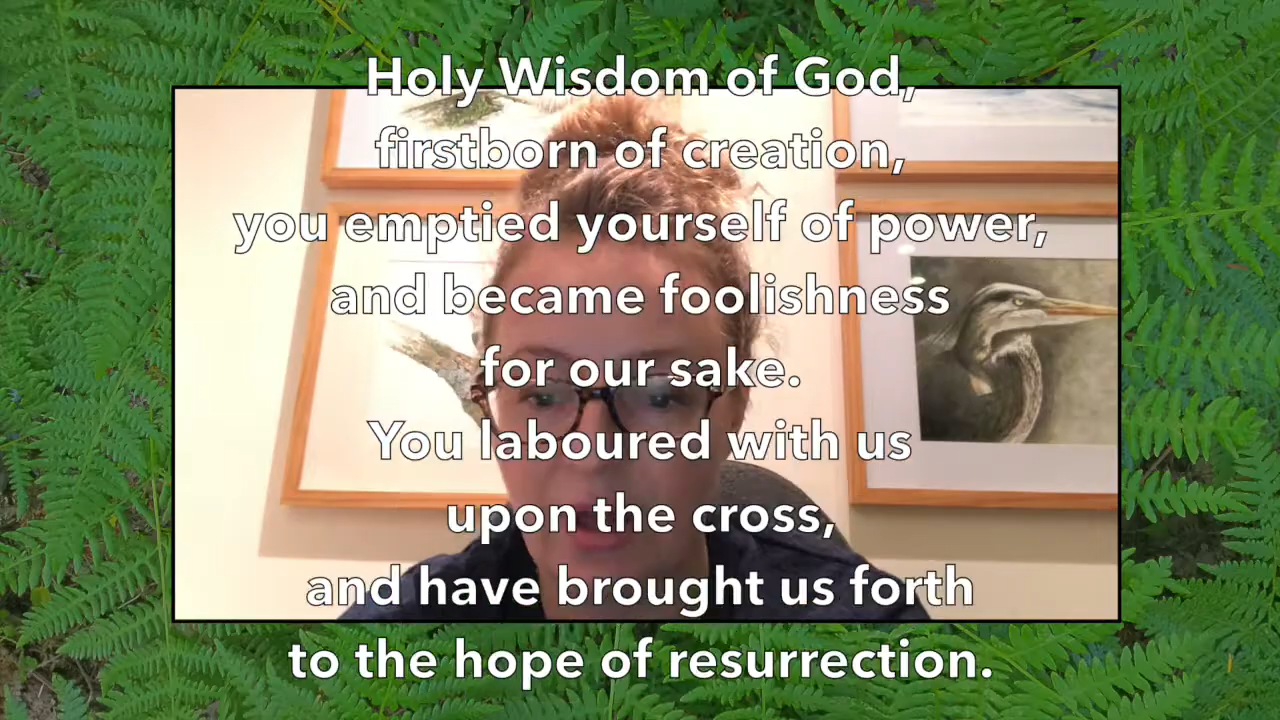 Holy Wisdom of God,
firstborn of creation,
you emptied yourself of power,
and became foolishness
for our sake.
You laboured with us
upon the cross,
and have brought us forth
to the hope of resurrection.